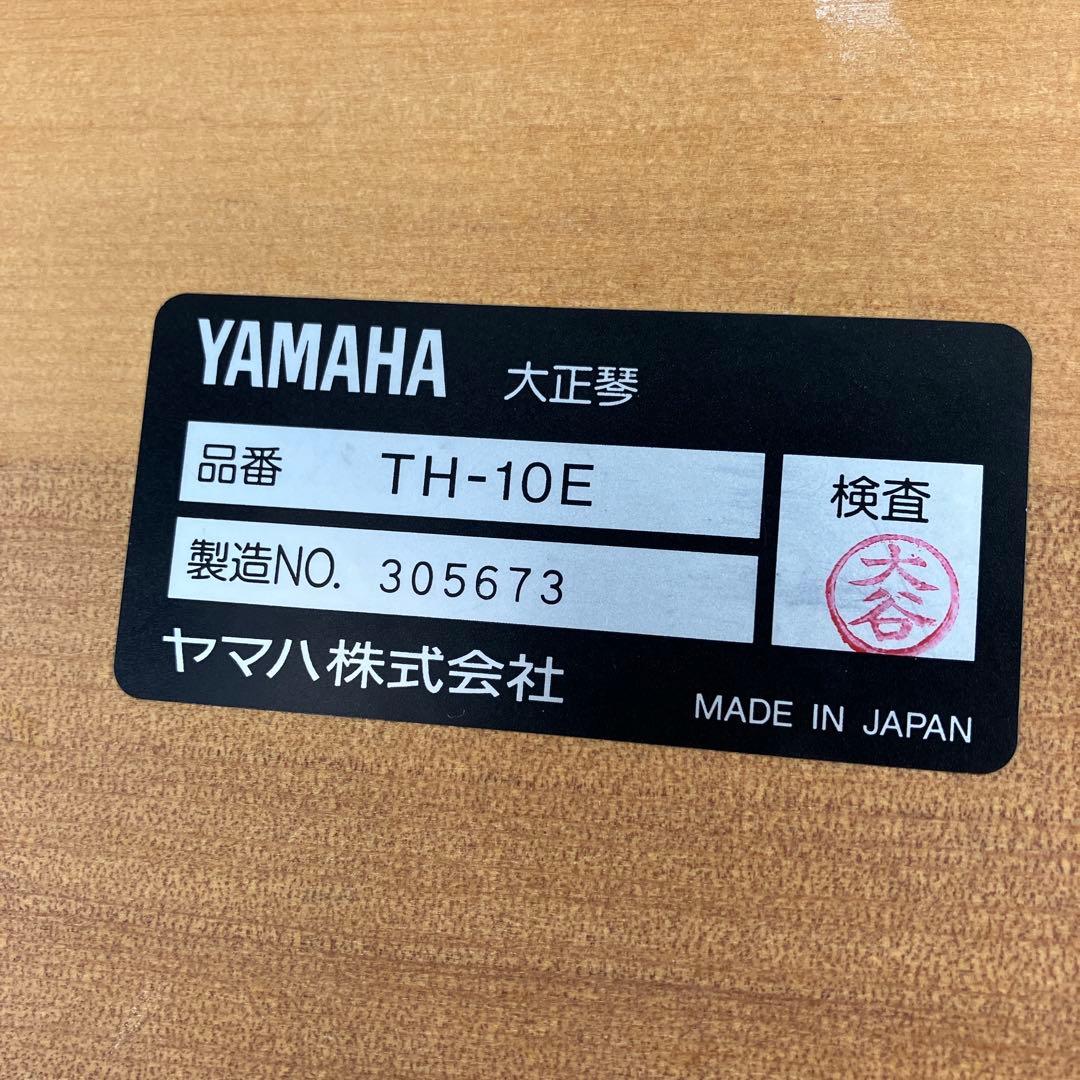 YAMAHA 大正琴
品番 TH-10E
製造NO. 305673
検査
大谷
ヤマハ株式会社
MADE IN JAPAN